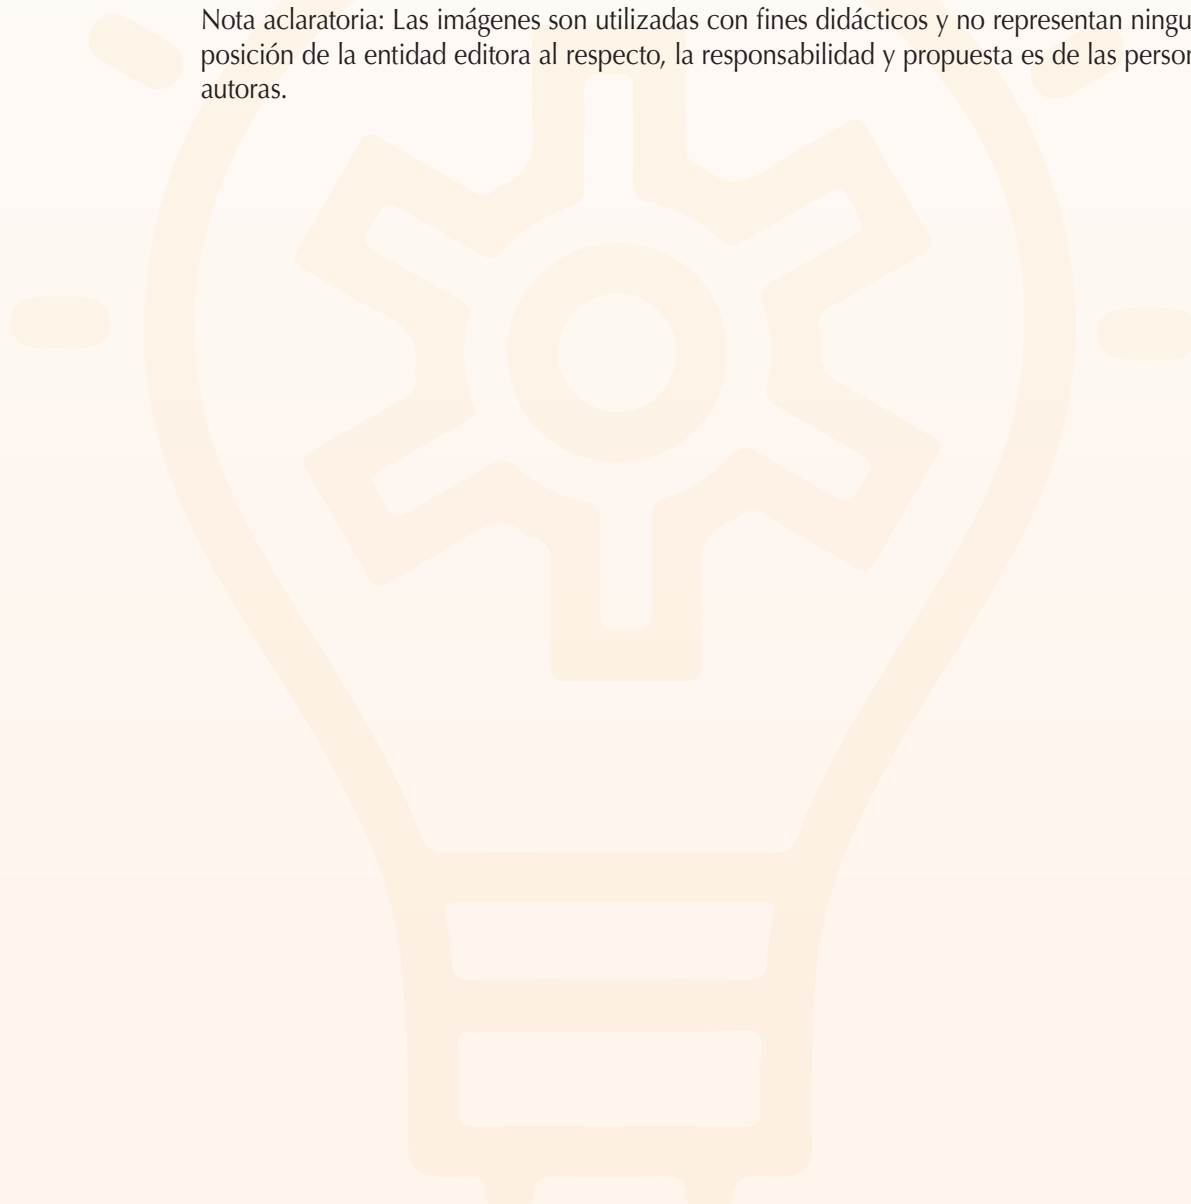 Nota aclaratoria: Las imágenes son utilizadas con fines didácticos y no representan ningu
posición de la entidad editora al respecto, la responsabilidad y propuesta es de las person
autoras.